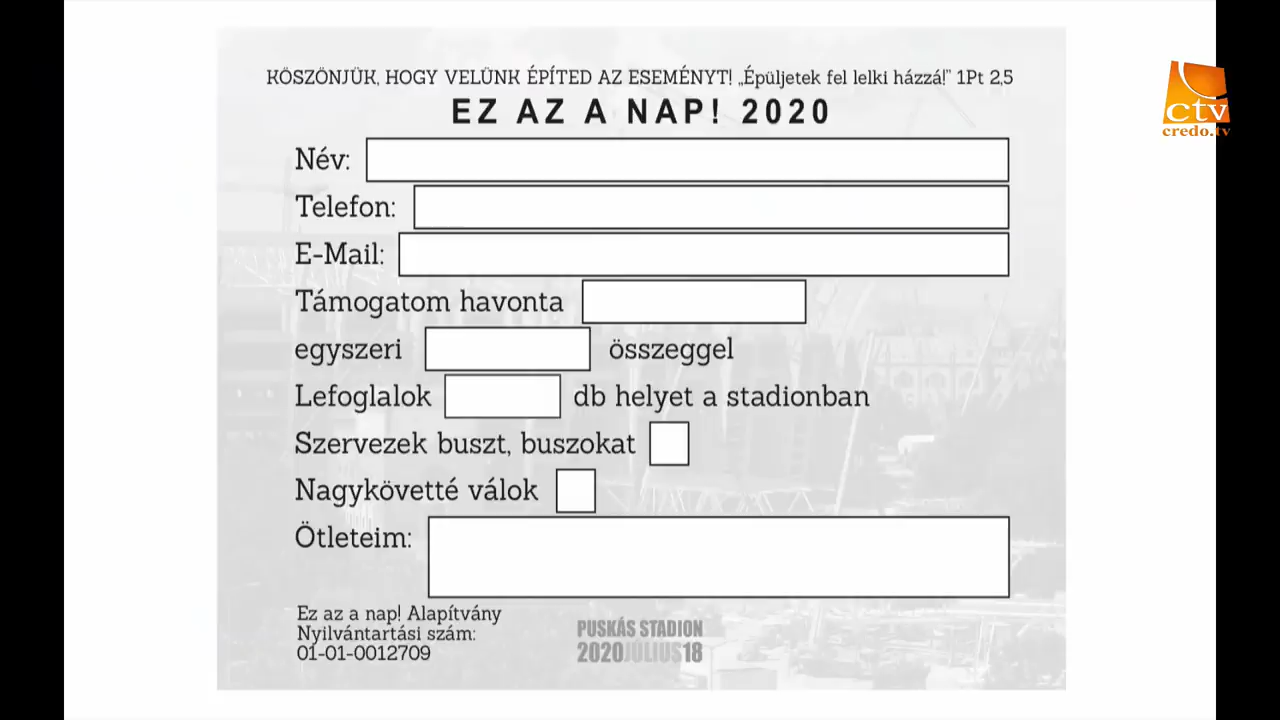 KÖSZÖNJÜK, HOGY VELÜNK ÉPÍTED AZ ESEMÉNYT! „Épüljetek fel lelki házzá!” 1Pt 2,5
EZ AZ A NAP! 2020
Név:
Telefon:
E-Mail:
Támogatom havonta
egyszeri összeggel
Lefoglalok db helyet a stadionban
Szervezek buszt, buszokat
Nagykövetté válok
Ötleteim:
Ez az a nap! Alapítvány
Nyilvántartási szám:
01-01-0012709
PUSKÁS STADION
2020JÚLIUS18
ctv
credo.tv